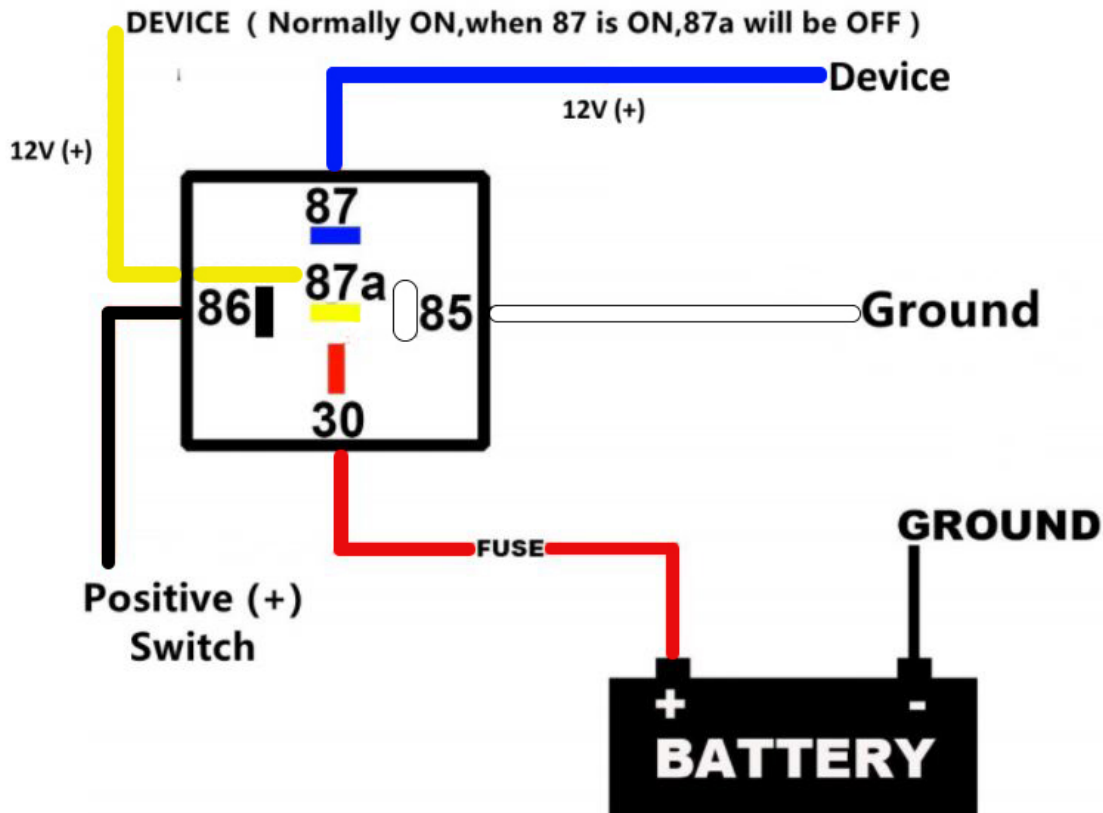 DEVICE ( Normally ON,when 87 is ON,87a will be OFF )
Device
12V (+)
12V (+)
87
87a
86
85
Ground
30
GROUND
FUSE
Positive (+)
Switch
+
-
BATTERY